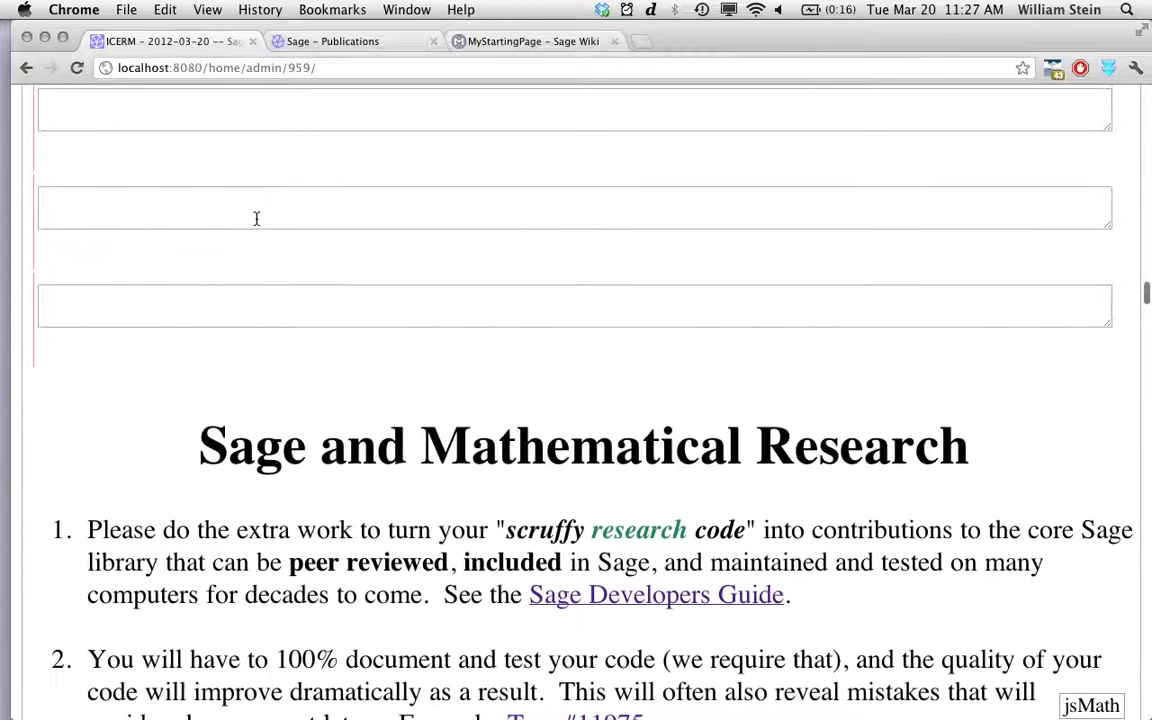 Chrome File Edit View History Bookmarks Window Help d (0:16) Tue Mar 20 11:27 AM William Stein
ICERM - 2012-03-20 -- Sag Sage - Publications MyStartingPage - Sage Wiki
localhost:8080/home/admin/959/
Sage and Mathematical Research
1. Please do the extra work to turn your "scruffy research code" into contributions to the core Sage
library that can be peer reviewed, included in Sage, and maintained and tested on many
computers for decades to come. See the Sage Developers Guide.
2. You will have to 100% document and test your code (we require that), and the quality of your
code will improve dramatically as a result. This will often also reveal mistakes that will
jsMath